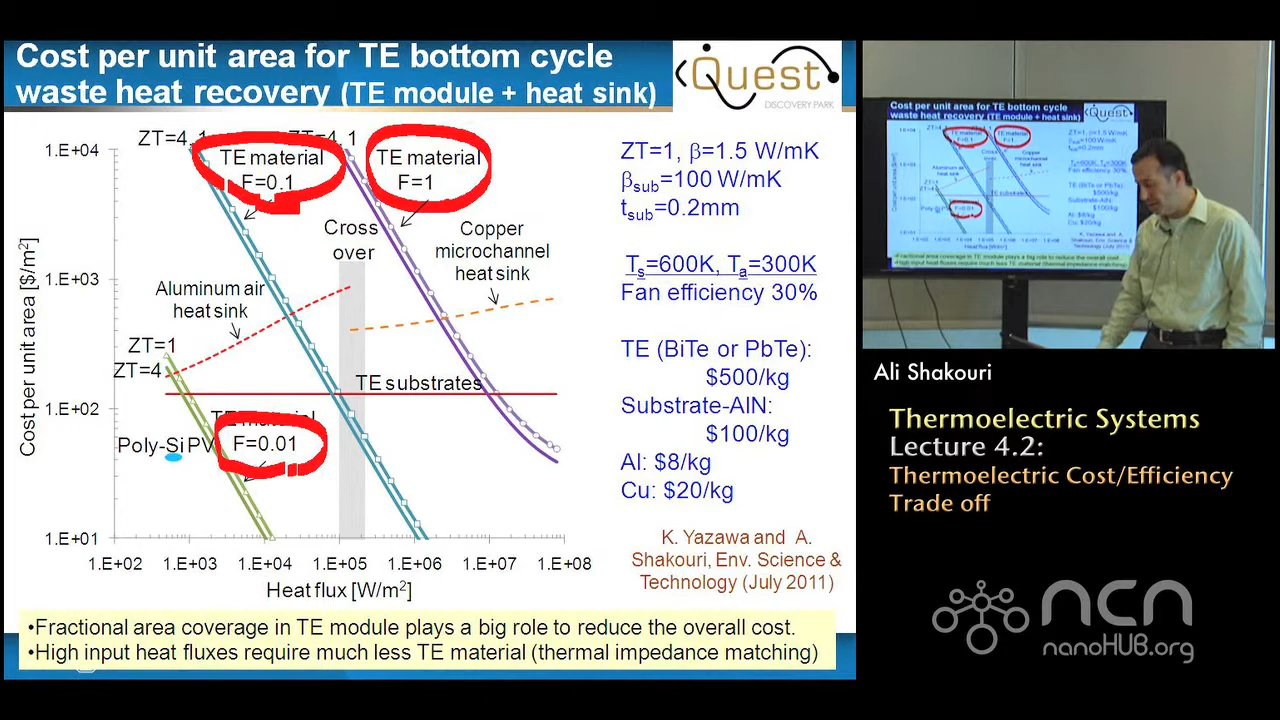 Cost per unit area for TE bottom cycle
waste heat recovery (TE module + heat sink)
Quest
DISCOVERY PARK
ZT=4 1
ZT=4 1
1.E+04
TE material
F=0.1
TE material
F=1
Cross
over
Copper
microchannel
heat sink
1.E+03
Aluminum air
heat sink
ZT=1
ZT=4
TE substrates
1.E+02
TE material
F=0.01
Poly-Si PV
1.E+01
Cost per unit area [$/m²]
1.E+02 1.E+03 1.E+04 1.E+05 1.E+06 1.E+07 1.E+08
Heat flux [W/m²]
ZT=1, β=1.5 W/mK
βsub=100 W/mK
tsub=0.2mm
Ts=600K, Ta=300K
Fan efficiency 30%
TE (BiTe or PbTe):
$500/kg
Substrate-AlN:
$100/kg
Al: $8/kg
Cu: $20/kg
K. Yazawa and A.
Shakouri, Env. Science &
Technology (July 2011)
•Fractional area coverage in TE module plays a big role to reduce the overall cost.
•High input heat fluxes require much less TE material (thermal impedance matching)
Ali Shakouri
Thermoelectric Systems
Lecture 4.2:
Thermoelectric Cost/Efficiency
Trade off
ncn
nanoHUB.org